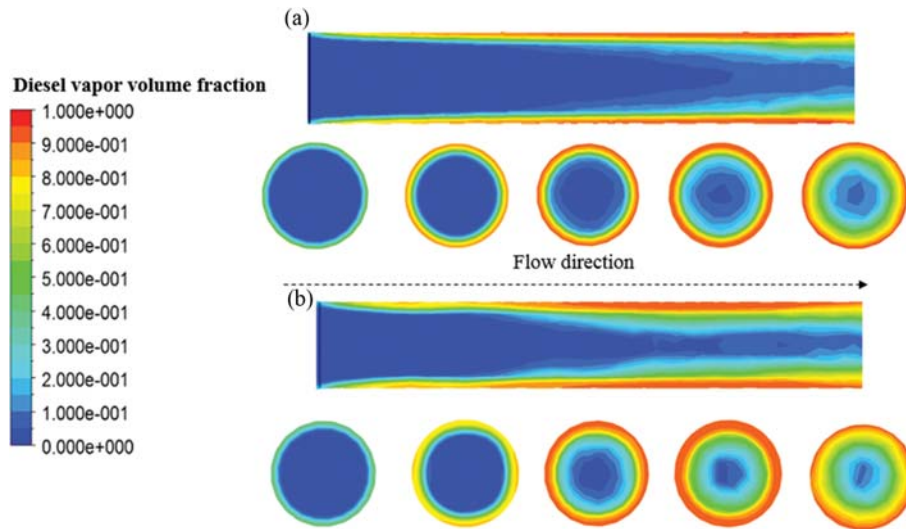 (a)
Diesel vapor volume fraction
1.000e+000
9.000e-001
8.000e-001
7.000e-001
6.000e-001
5.000e-001
4.000e-001
3.000e-001
2.000e-001
1.000e-001
0.000e+000
Flow direction
(b)